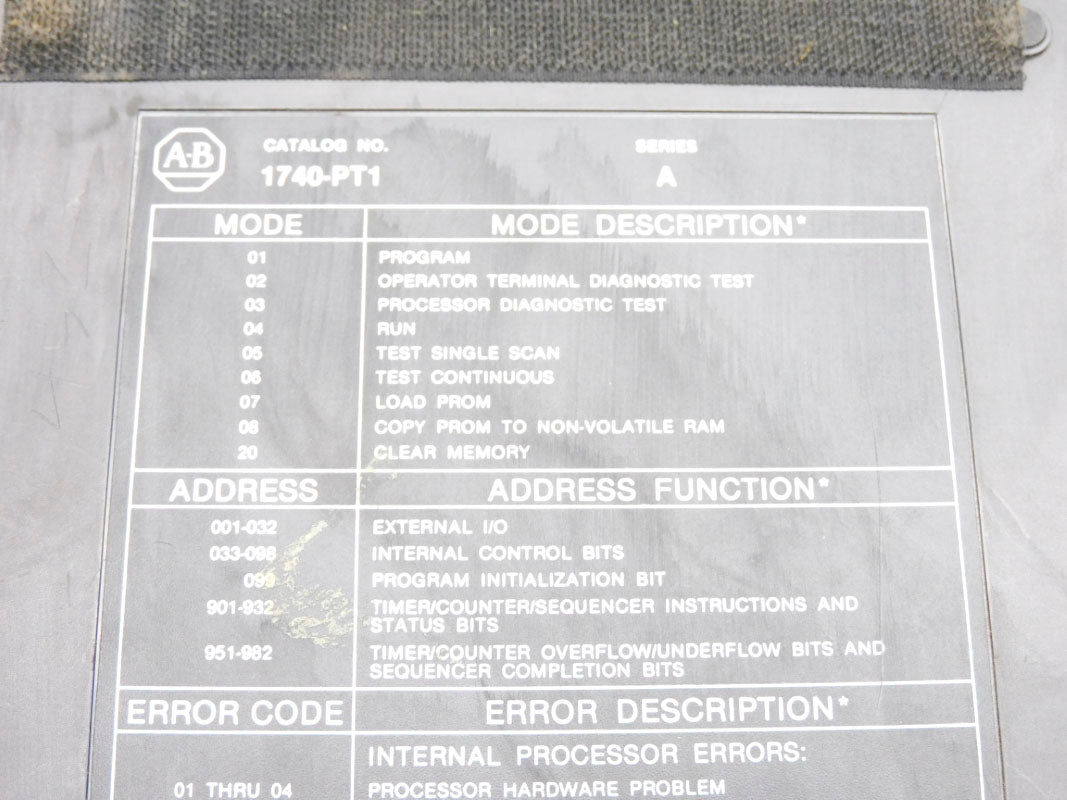 A-B
CATALOG NO. SERIES
1740-PT1 A
MODE MODE DESCRIPTION*
01 PROGRAM
02 OPERATOR TERMINAL DIAGNOSTIC TEST
03 PROCESSOR DIAGNOSTIC TEST
04 RUN
05 TEST SINGLE SCAN
06 TEST CONTINUOUS
07 LOAD PROM
08 COPY PROM TO NON-VOLATILE RAM
20 CLEAR MEMORY
ADDRESS ADDRESS FUNCTION*
001-032 EXTERNAL I/O
033-098 INTERNAL CONTROL BITS
099 PROGRAM INITIALIZATION BIT
901-932 TIMER/COUNTER/SEQUENCER INSTRUCTIONS AND
STATUS BITS
951-982 TIMER/COUNTER OVERFLOW/UNDERFLOW BITS AND
SEQUENCER COMPLETION BITS
ERROR CODE ERROR DESCRIPTION*
INTERNAL PROCESSOR ERRORS:
01 THRU 04 PROCESSOR HARDWARE PROBLEM